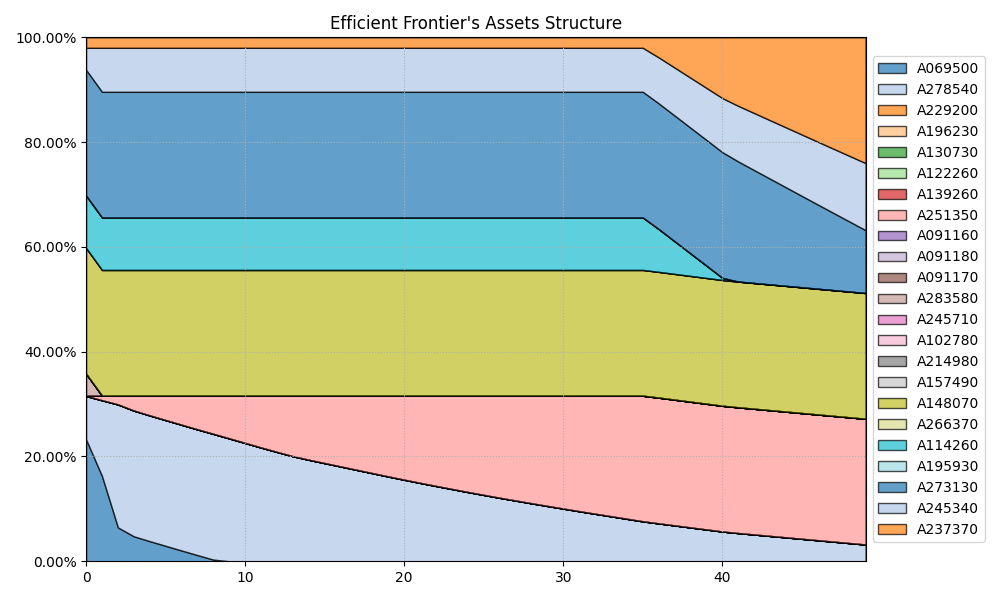 Efficient Frontier's Assets Structure
100.00%
80.00%
60.00%
40.00%
20.00%
0.00%
0
10
20
30
40
A069500
A278540
A229200
A196230
A130730
A122260
A139260
A251350
A091160
A091180
A091170
A283580
A245710
A102780
A214980
A157490
A148070
A266370
A114260
A195930
A273130
A245340
A237370